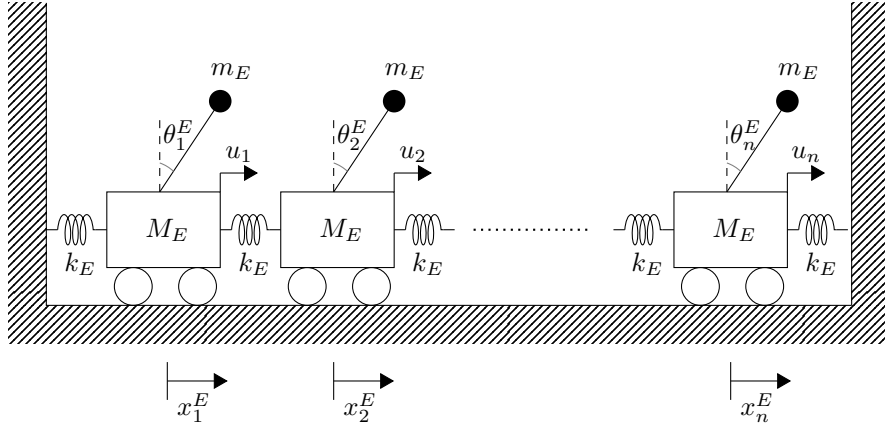 m_E m_E m_E
θ_1^E θ_2^E θ_n^E
u_1 u_2 u_n
M_E M_E M_E
k_E k_E k_E k_E k_E
x_1^E x_2^E x_n^E